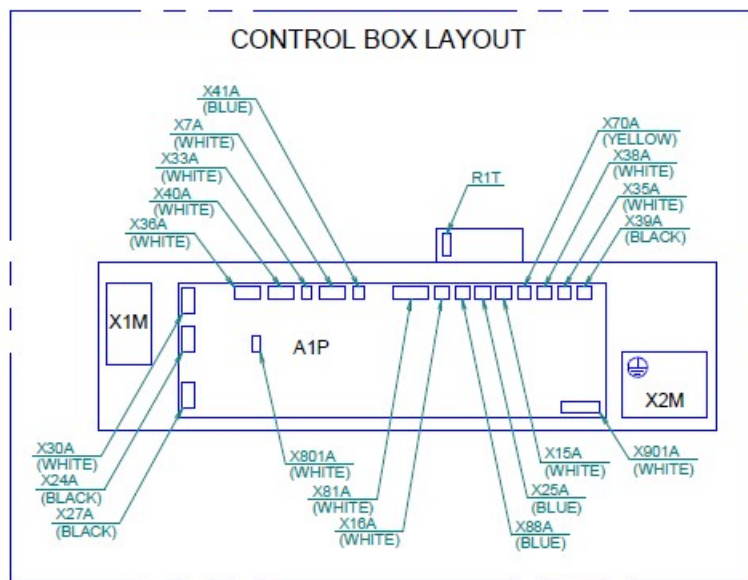 CONTROL BOX LAYOUT
X41A
(BLUE)
X7A
(WHITE)
X33A
(WHITE)
X40A
(WHITE)
X36A
(WHITE)
R1T
X70A
(YELLOW)
X38A
(WHITE)
X35A
(WHITE)
X39A
(BLACK)
X1M
A1P
X2M
X30A
(WHITE)
X24A
(BLACK)
X27A
(BLACK)
X801A
(WHITE)
X81A
(WHITE)
X16A
(WHITE)
X15A
(WHITE)
X25A
(BLUE)
X88A
(BLUE)
X901A
(WHITE)